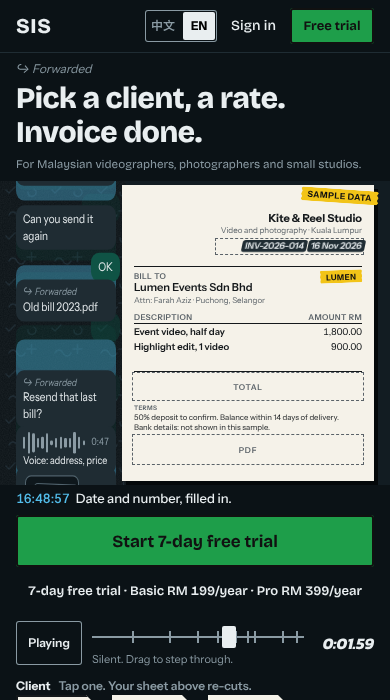 SIS
中文 EN
Sign in
Free trial
↪ Forwarded
Pick a client, a rate.
Invoice done.
For Malaysian videographers, photographers and small studios.
Can you send it
again
OK
↪ Forwarded
Old bill 2023.pdf
↪ Forwarded
Resend that last
bill?
0:47
Voice: address, price
SAMPLE DATA
Kite & Reel Studio
Video and photography · Kuala Lumpur
INV-2026-014 16 Nov 2026
BILL TO
LUMEN
Lumen Events Sdn Bhd
Attn: Farah Aziz · Puchong, Selangor
DESCRIPTION AMOUNT RM
Event video, half day 1,800.00
Highlight edit, 1 video 900.00
TOTAL
TERMS
50% deposit to confirm. Balance within 14 days of delivery.
Bank details: not shown in this sample.
PDF
16:48:57 Date and number, filled in.
Start 7-day free trial
7-day free trial · Basic RM 199/year · Pro RM 399/year
Playing
0:01.59
Silent. Drag to step through.
Client Tap one. Your sheet above re-cuts.